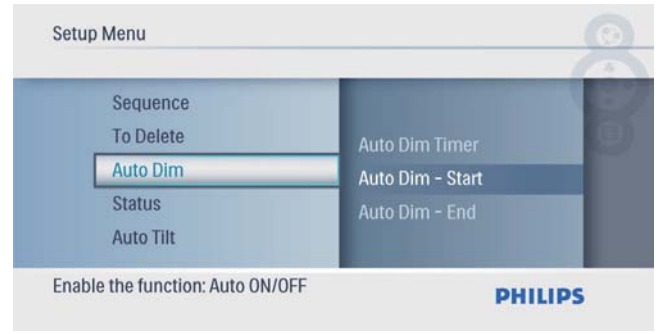 Setup Menu
Sequence
To Delete
Auto Dim
Status
Auto Tilt
Auto Dim Timer
Auto Dim - Start
Auto Dim - End
Enable the function: Auto ON/OFF
PHILIPS